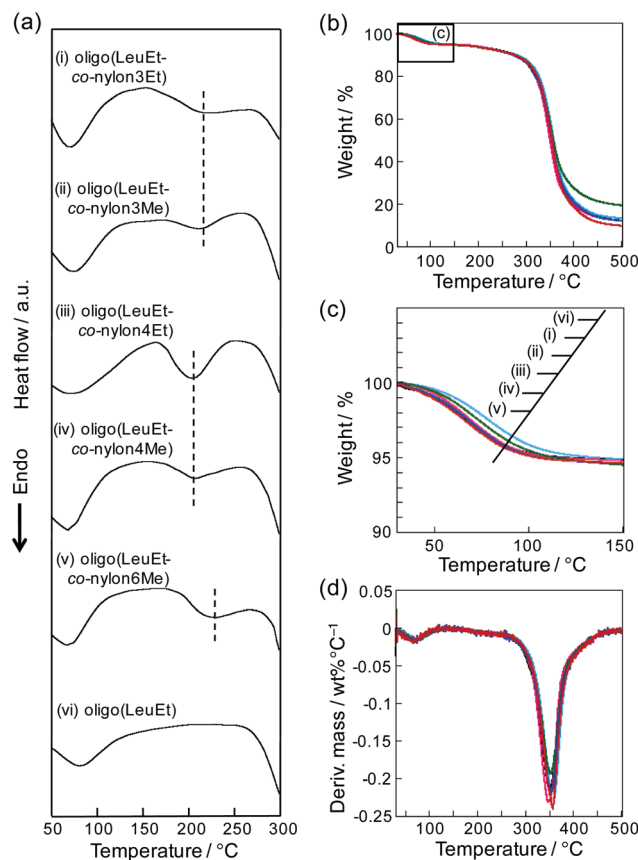 (a)
(i) oligo(LeuEt-
co-nylon3Et)
(ii) oligo(LeuEt-
co-nylon3Me)
(iii) oligo(LeuEt-
co-nylon4Et)
(iv) oligo(LeuEt-
co-nylon4Me)
(v) oligo(LeuEt-
co-nylon6Me)
(vi) oligo(LeuEt)
Heat flow / a.u.
Endo
50 100 150 200 250 300
Temperature / °C
(b)
(c)
100
80
60
40
20
0
Weight / %
100 200 300 400 500
Temperature / °C
(c)
(vi)
(i)
(ii)
(iii)
(iv)
(v)
100
95
90
Weight / %
50 100 150
Temperature / °C
(d)
0.05
0
-0.05
-0.1
-0.15
-0.2
-0.25
Deriv. mass / wt%°C⁻¹
100 200 300 400 500
Temperature / °C